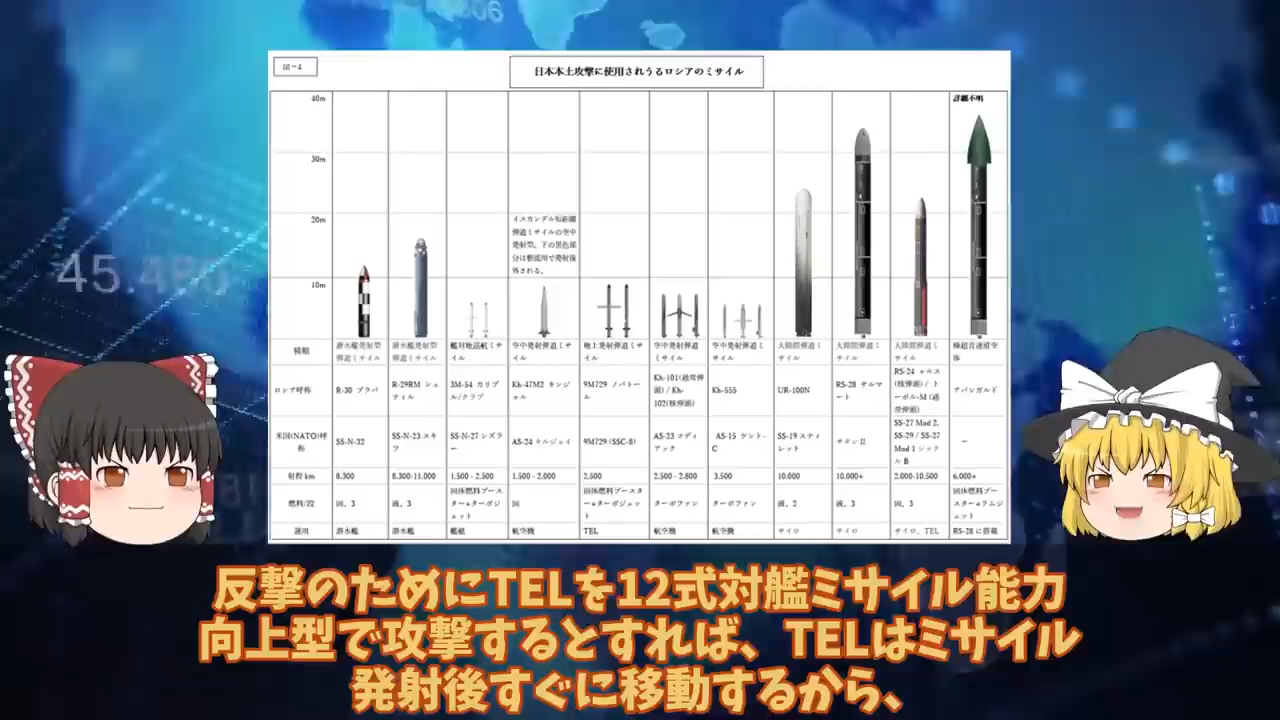 図-4
日本本土攻撃に使用されうるロシアのミサイル
40m
詳細不明
30m
20m
イスカンデル短距離
弾道ミサイルの空中
発射型。下の黒色部
分は整流用で発射後
外される。
10m
種類
潜水艦発射型
弾道ミサイル
潜水艦発射型
弾道ミサイル
艦対地巡航ミサ
イル
空中発射弾道ミサ
イル
地上発射弾道ミサ
イル
空中発射弾道
ミサイル
空中発射弾道ミ
サイル
大陸間弾道ミ
サイル
大陸間弾道ミ
サイル
大陸間弾道ミ
サイル
極超音速滑空
体
ロシア呼称
R-30 ブラバ
R-29RM シュ
ティル
3M-54 カリブ
ル/クラブ
Kh-47M2 キンジ
ャル
9M729 ノバトー
ル
Kh-101(通常弾
頭) / Kh-
102(核弾頭)
Kh-555
UR-100N
RS-28 サルマ
ート
RS-24 ヤルス
(核弾頭) / ト
ーポリ-M (通
常弾頭)
アバンガルド
米国(NATO)呼
称
SS-N-32
SS-N-23 スキ
フ
SS-N-27 シズラ
ー
AS-24 キルジョイ
9M729 (SSC-8)
AS-23 コディ
アック
AS-15 ケント-
C
SS-19 スティ
レット
サタン II
SS-27 Mod 2,
SS-29 / SS-27
Mod 1 シック
ル B
–
射程 km
8,300
8,300-11,000
1,500 - 2,500
1,500 - 2,000
2,500
2,500 - 2,800
3,500
10,000
10,000+
2,000-10,500
6,000+
燃料/段
固、3
液、3
固体燃料ブース
ター+ターボジェ
ット
固
固体燃料ブースタ
ー+ターボジェッ
ト
ターボファン
ターボファン
液、2
液、3
固、3
固体燃料ブー
スター+ラムジ
ェット
運用
潜水艦
潜水艦
艦艇
航空機
TEL
航空機
航空機
サイロ
サイロ
サイロ、TEL
RS-28 に搭載
反撃のためにTELを12式対艦ミサイル能力
向上型で攻撃するとすれば、TELはミサイル
発射後すぐに移動するから、